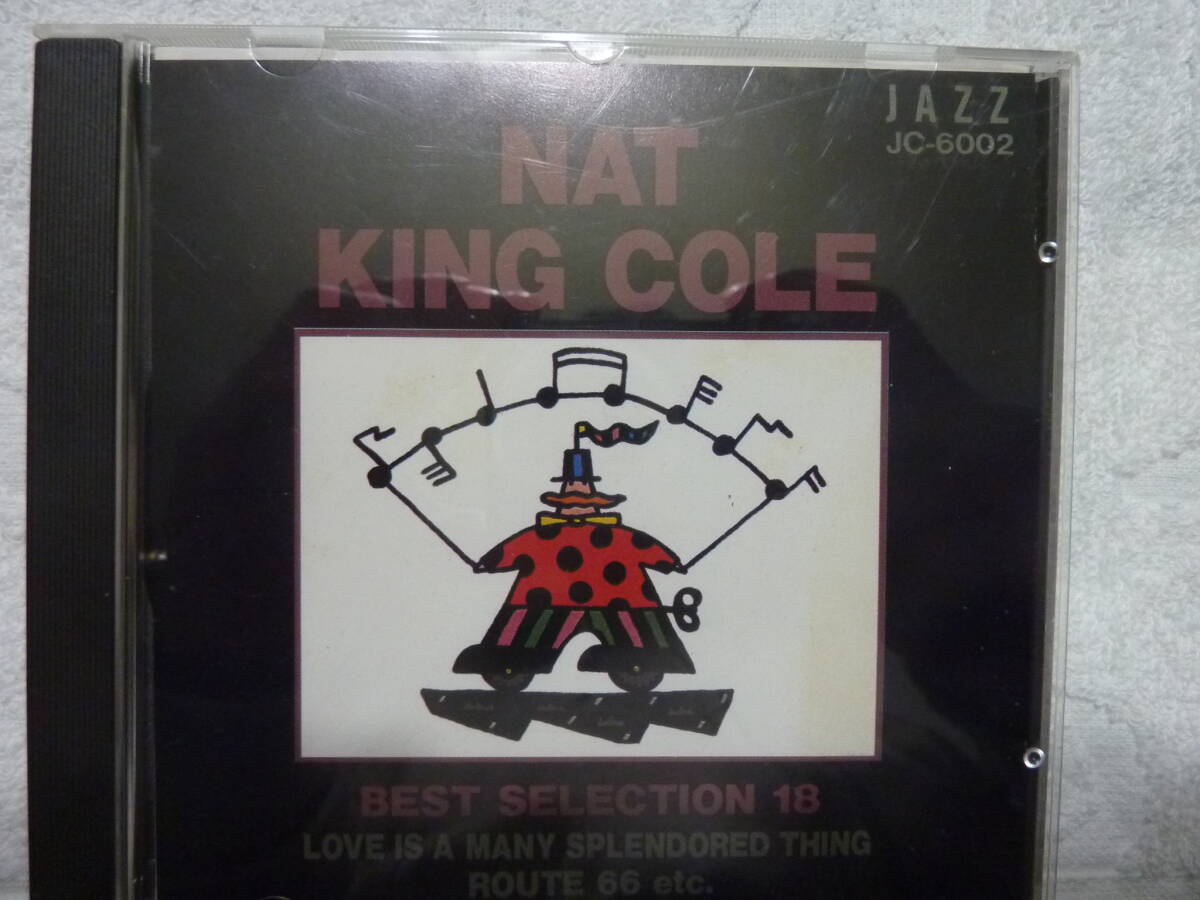 JAZZ
JC-6002
NAT
KING COLE
BEST SELECTION 18
LOVE IS A MANY SPLENDORED THING
ROUTE 66 etc.